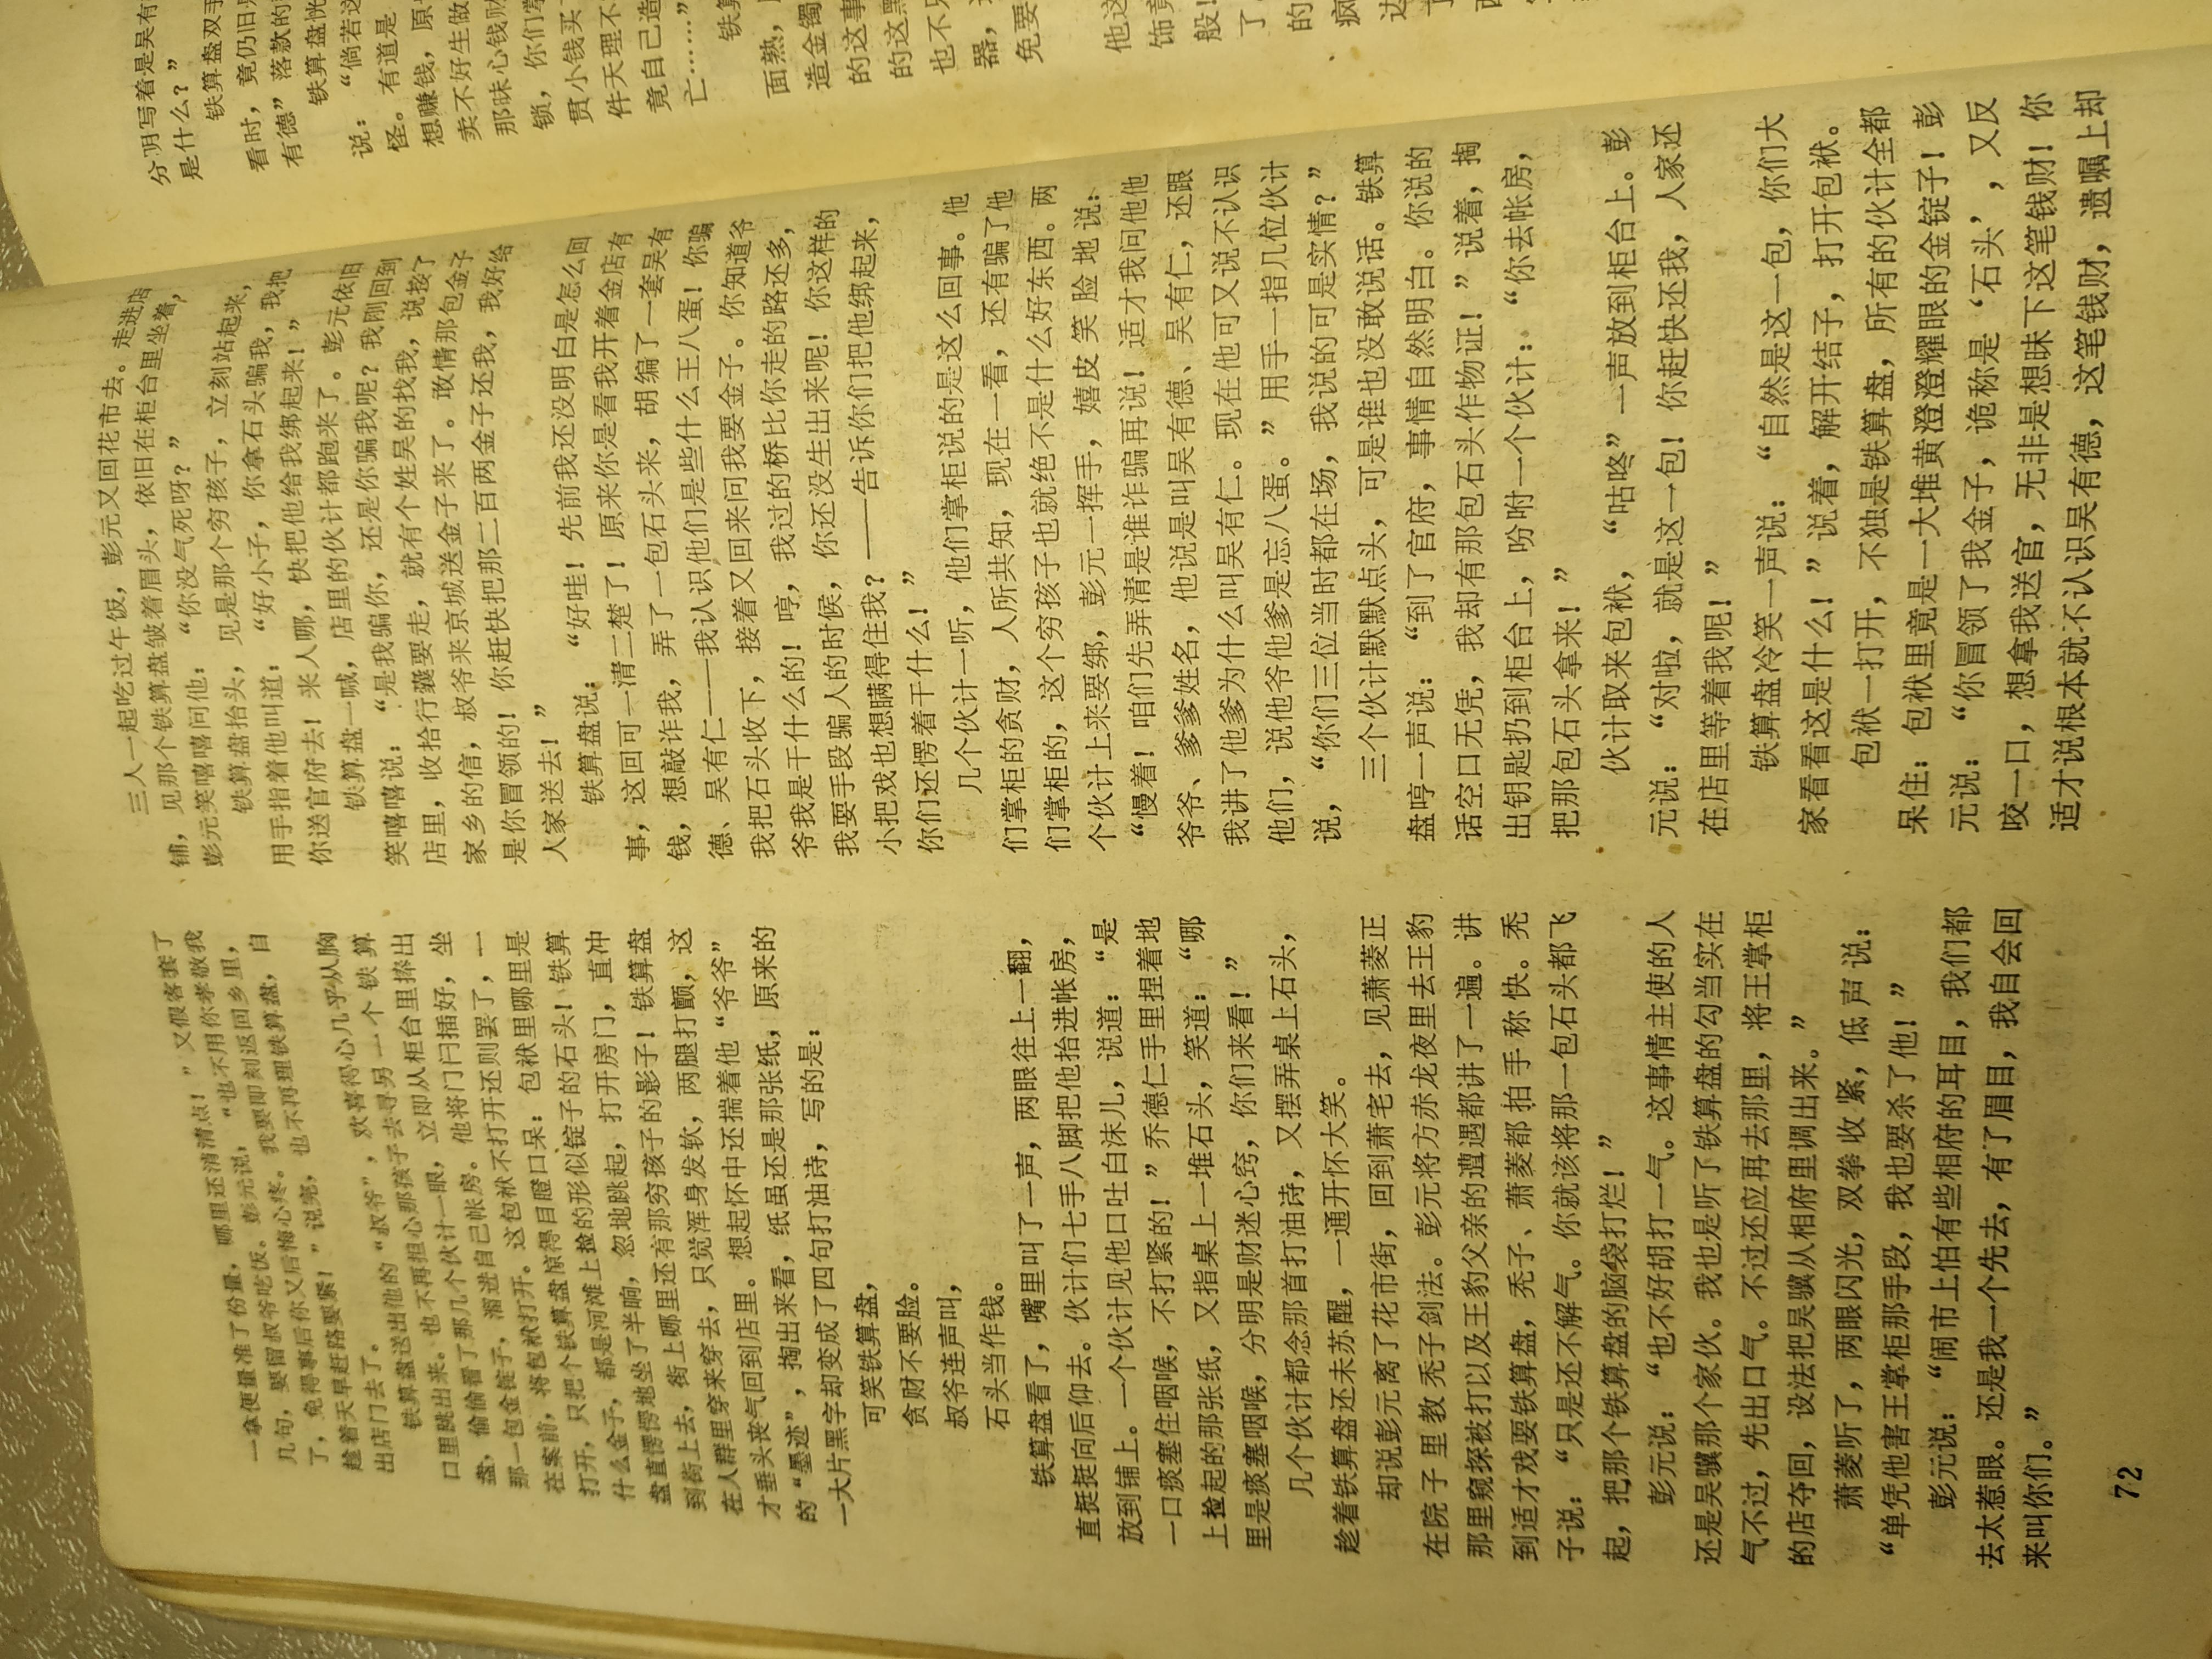 一拿便量准了份量，哪里还消清点！”又假客套了
几句，要留叔爷吃饭。彭元说，“也不用你孝敬我
了，免得事后你又后悔心疼。我要即刻返回乡里，
趁着天早赶路要紧！”说完，也不再理铁算盘，自
出店门去了。
铁算盘送出他的“叔爷”，欢喜得心几乎从胸
口里跳出来。也不再担心那孩子去寻另一个铁算
盘，偷偷看了那几个伙计一眼，立即从柜台里捧出
那一包金锭子，溜进自己帐房。他将门闩插好，坐
在案前，将包袱打开。这包袱不打开还则罢了，一
打开，只把个铁算盘惊得目瞪口呆：包袱里哪里是
什么金子，都是河滩上捡的形似锭子的石头！铁算
盘直愣愣地坐了半晌，忽地跳起，打开房门，直冲
到街上去，街上哪里还有那穷孩子的影子！铁算盘
在人群里穿来穿去，只觉浑身发软，两腿打颤，这
才垂头丧气回到店里。想起怀中还揣着他“爷爷”
的“墨迹”，掏出来看，纸虽还是那张纸，原来的
一大片黑字却变成了四句打油诗，写的是：
可笑铁算盘，
贪财不要脸。
叔爷连声叫，
石头当作钱。
铁算盘看了，嘴里叫了一声，两眼往上一翻，
直挺挺向后仰去。伙计们七手八脚把他抬进帐房，
放到铺上。一个伙计见他口吐白沫儿，说道：“是
一口痰塞住咽喉，不打紧的！”乔德仁手里捏着地
上捡起的那张纸，又指桌上一堆石头，笑道：“哪
里是痰塞咽喉，分明是财迷心窍，你们来看！”
几个伙计都念那首打油诗，又摆弄桌上石头，
趁着铁算盘还未苏醒，一通开怀大笑。
却说彭元离了花市街，回到萧宅去，见萧菱正
在院子里教秃子剑法。彭元将方赤龙夜里去王豹
那里窥探被打以及王豹父亲的遭遇都讲了一遍。讲
到适才戏耍铁算盘，秃子、萧菱都拍手称快。秃
子说：“只是还不解气。你就该将那一包石头都飞
起，把那个铁算盘的脑袋打烂！”
彭元说：“也不好胡打一气。这事情主使的人
还是吴骥那个家伙。我也是听了铁算盘的勾当实在
气不过，先出口气。不过还应再去那里，将王掌柜
的店夺回，设法把吴骥从相府里调出来。”
萧菱听了，两眼闪光，双拳收紧，低声说：
“单凭他害王掌柜那手段，我也要杀了他！”
彭元说：“闹市上怕有些相府的耳目，我们都
去太惹眼。还是我一个先去，有了眉目，我自会回
来叫你们。”
72
三人一起吃过午饭，彭元又回花市去。走进店
铺，见那个铁算盘皱着眉头，依旧在柜台里坐着，
彭元笑嘻嘻问他：“你没气死呀？”
铁算盘抬头，见是那个穷孩子，立刻站起来，
用手指着他叫道：“好小子，你拿石头骗我，我把
你送官府去！来人哪，快把他给我绑起来！”
铁算盘一喊，店里的伙计都跑来了。彭元依旧
笑嘻嘻说：“是我骗你，还是你骗我呢？我刚回到
店里，收拾行囊要走，就有个姓吴的找我，说接了
家乡的信，叔爷来京城送金子来了。敢情那包金子
是你冒领的！你赶快把那二百两金子还我，我好给
人家送去！”
铁算盘说：“好哇！先前我还没明白是怎么回
事，这回可一清二楚了！原来你是看我开着金店有
钱，想敲诈我，弄了一包石头来，胡编了一套吴有
德、吴有仁——我认识他们是些什么王八蛋！你骗
我把石头收下，接着又回来问我要金子。你知道爷
爷我是干什么的！哼，我过的桥比你走的路还多，
我耍手段骗人的时候，你还没生出来呢！你这样的
小把戏也想瞒得住我？——告诉你们把他绑起来，
你们还愣着干什么！”
几个伙计一听，他们掌柜说的是这么回事。他
们掌柜的贪财，人所共知，现在一看，还有骗了他
们掌柜的，这个穷孩子也就绝不是什么好东西。两
个伙计上来要绑，彭元一挥手，嬉皮笑脸地说：
“慢着！咱们先弄清是谁诈骗再说！适才我问他他
爷爷、爹爹姓名，他说是叫吴有德、吴有仁，还跟
我讲了他爹为什么叫吴有仁。现在他可又说不认识
他们，说他爷他爹是忘八蛋。”用手一指几位伙计
说，“你们三位当时都在场，我说的可是实情？”
三个伙计默默点头，可是谁也没敢说话。铁算
盘哼一声说：“到了官府，事情自然明白。你说的
话空口无凭，我却有那包石头作物证！”说着，掏
出钥匙扔到柜台上，吩咐一个伙计：“你去帐房，
把那包石头拿来！”
伙计取来包袱，“咕咚”一声放到柜台上。彭
元说：“对啦，就是这一包！你赶快还我，人家还
在店里等着我呢！”
铁算盘冷笑一声说：“自然是这一包，你们大
家看看这是什么！”说着，解开结子，打开包袱。
包袱一打开，不独是铁算盘，所有的伙计全都
呆住：包袱里竟是一大堆黄澄澄耀眼的金锭子！彭
元说：“你冒领了我金子，诡称是‘石头’，又反
咬一口，想拿我送官，无非是想昧下这笔钱财！你
适才说根本就不认识吴有德，这笔钱财，遗嘱上却
分明写着是吴有
是什么？”
铁算盘双手
看时，竟仍旧是
有德”落款的
铁算盘恍
“倘若这
说：
怪。有道是
想赚钱，原
卖不好生做
那昧心钱财
锁，你们掌
贯小钱买
件天理不
竟自己造
亡……”
铁算
面熟，
造金镯
的这事
的这黑
也不只
器，
免要
他这
饰竟
般！
了
的
疯
达